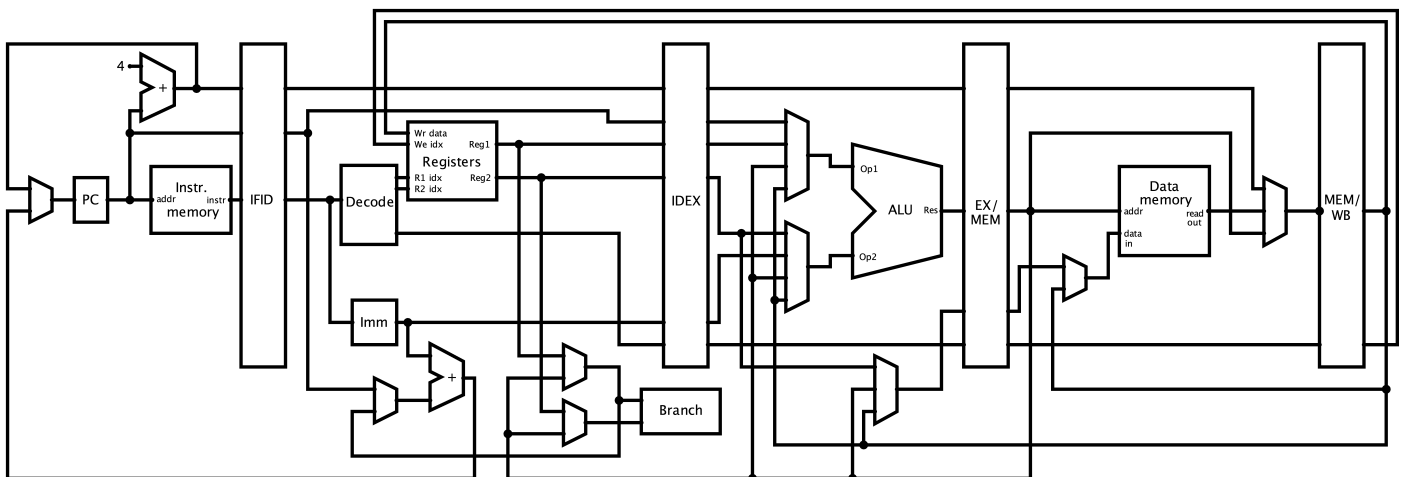 4
+
Wr data
We idx
Reg1
Registers
R1 idx
Reg2
R2 idx
PC
Instr.
memory
addr
instr
IFID
Decode
IDEX
Op1
ALU
Res
Op2
EX/
MEM
Data
memory
addr
read
out
data
in
MEM/
WB
Imm
+
Branch